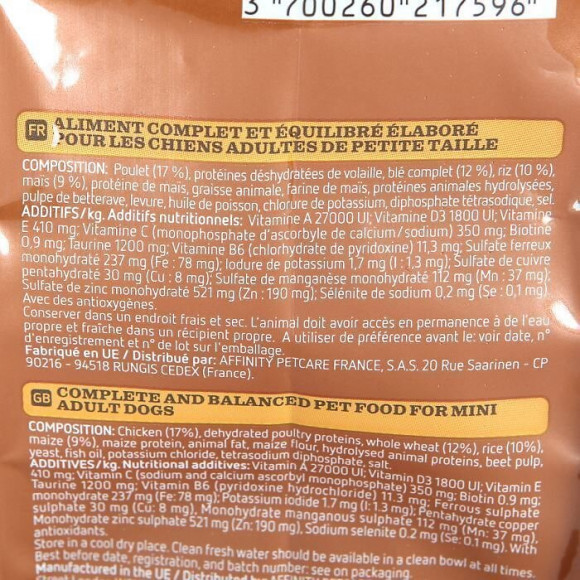 3 "700260"217596"
FR ALIMENT COMPLET ET ÉQUILIBRÉ ÉLABORÉ
POUR LES CHIENS ADULTES DE PETITE TAILLE
COMPOSITION: Poulet (17 %), protéines déshydratées de volaille, blé complet (12 %), riz (10 %),
maïs (9 %), protéine de maïs, graisse animale, farine de maïs, protéines animales hydrolysées,
pulpe de betterave, levure, huile de poisson, chlorure de potassium, diphosphate tétrasodique, sel.
ADDITIFS/kg. Additifs nutritionnels: Vitamine A 27000 UI; Vitamine D3 1800 UI; Vitamine
E 410 mg; Vitamine C (monophosphate d'ascorbyle de calcium/sodium) 350 mg; Biotine
0,9 mg; Taurine 1200 mg; Vitamine B6 (chlorhydrate de pyridoxine) 11,3 mg; Sulfate ferreux
monohydraté 237 mg (Fe : 78 mg); Iodure de potassium 1,7 mg (I : 1,3 mg); Sulfate de cuivre
pentahydraté 30 mg (Cu : 8 mg); Sulfate de manganèse monohydraté 112 mg (Mn : 37 mg);
Sulfate de zinc monohydraté 521 mg (Zn : 190 mg); Sélénite de sodium 0,2 mg (Se : 0,1 mg).
Avec des antioxygènes.
Conserver dans un endroit frais et sec. L'animal doit avoir accès en permanence à de l'eau
propre et fraîche dans un récipient propre. A utiliser de préférence avant le: voir date, n°
d'enregistrement et n° de lot sur l'emballage.
Fabriqué en UE / Distribué par: AFFINITY PETCARE FRANCE, S.A.S. 20 Rue Saarinen - CP
90216 - 94518 RUNGIS CEDEX (France).
GB COMPLETE AND BALANCED PET FOOD FOR MINI
ADULT DOGS
COMPOSITION: Chicken (17%), dehydrated poultry proteins, whole wheat (12%), rice (10%),
maize (9%), maize protein, animal fat, maize flour, hydrolysed animal proteins, beet pulp,
yeast, fish oil, potassium chloride, tetrasodium diphosphate, salt.
ADDITIVES/kg. Nutritional additives: Vitamin A 27000 UI; Vitamin D3 1800 UI; Vitamin E
410 mg; Vitamin C (sodium and calcium ascorbyl monophosphate) 350 mg; Biotin 0,9 mg;
Taurine 1200 mg; Vitamin B6 (pyridoxine hydrochloride) 11.3 mg; Ferrous sulphate
monohydrate 237 mg (Fe: 78 mg); Potassium iodide 1.7 mg (I:1.3 mg); Pentahydrate copper
sulphate 30 mg (Cu: 8 mg), Monohydrate manganous sulphate 112 mg (Mn: 37 mg),
Monohydrate zinc sulphate 521 mg (Zn: 190 mg), Sodium selenite 0.2 mg (Se: 0.1 mg). With
antioxidants.
Store in a cool dry place. Clean fresh water should be available in a clean bowl at all times.
Best before date, registration, and batch number: see on packaging.
Manufactured in the UE / Distributed by: AFFINITY